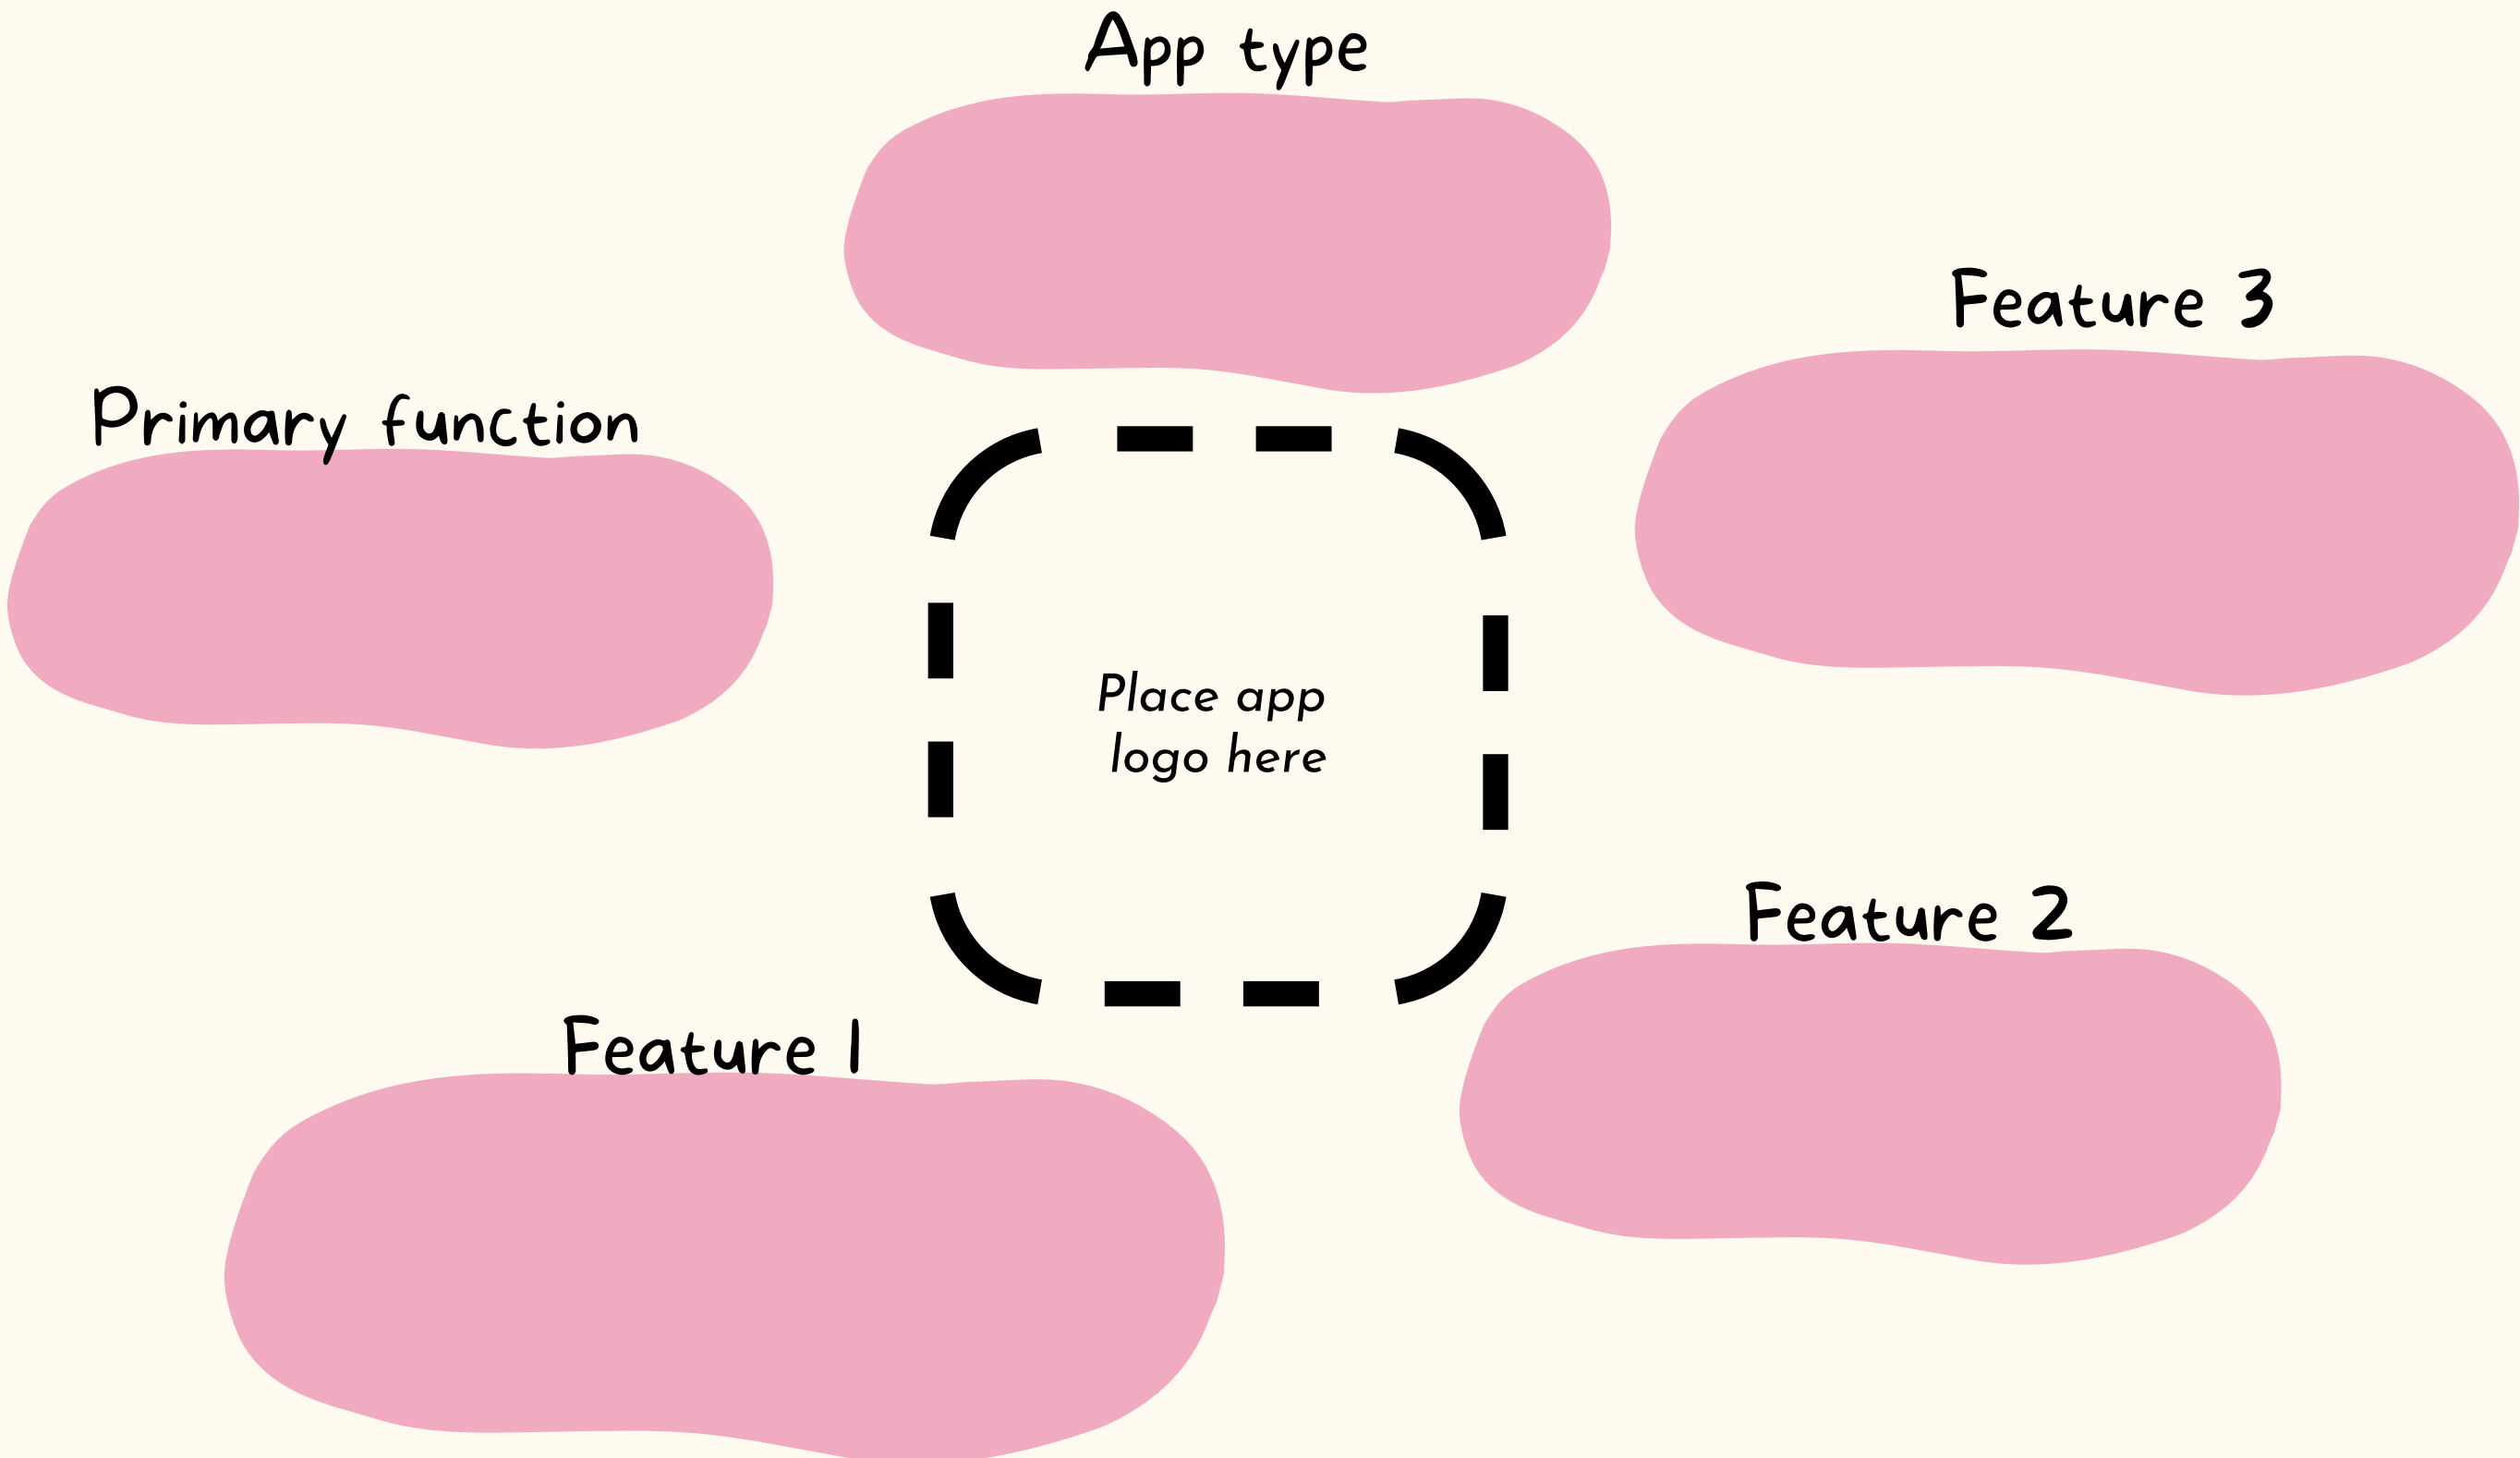 App type
Feature 3
Primary function
Place app
logo here
Feature 2
Feature 1